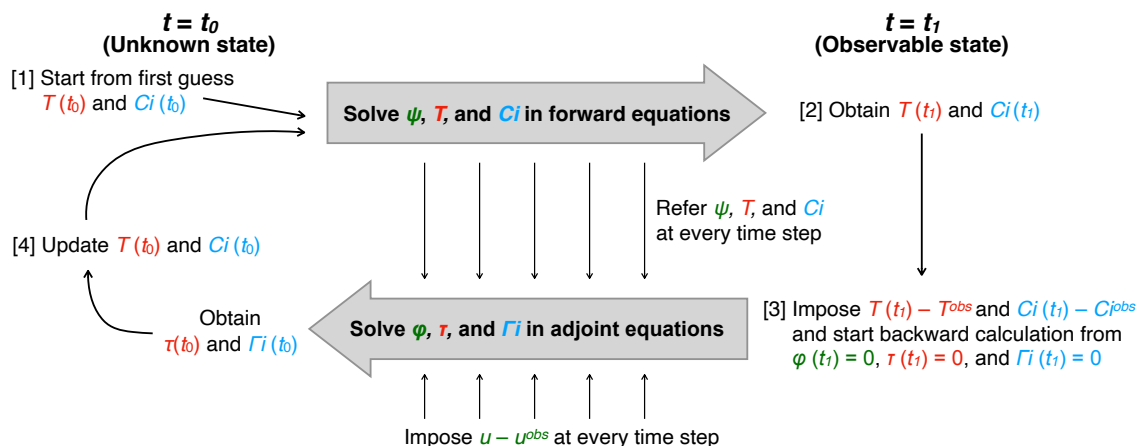 t = t₀
(Unknown state)
t = t₁
(Observable state)
[1] Start from first guess
T (t₀) and Ci (t₀)
Solve ψ, T, and Ci in forward equations
[2] Obtain T (t₁) and Ci (t₁)
Refer ψ, T, and Ci
at every time step
[4] Update T (t₀) and Ci (t₀)
[3] Impose T (t₁) – Tᵒᵇˢ and Ci (t₁) – Ciᵒᵇˢ
and start backward calculation from
φ (t₁) = 0, τ (t₁) = 0, and Γi (t₁) = 0
Solve φ, τ, and Γi in adjoint equations
Obtain
τ(t₀) and Γi (t₀)
Impose u – uᵒᵇˢ at every time step